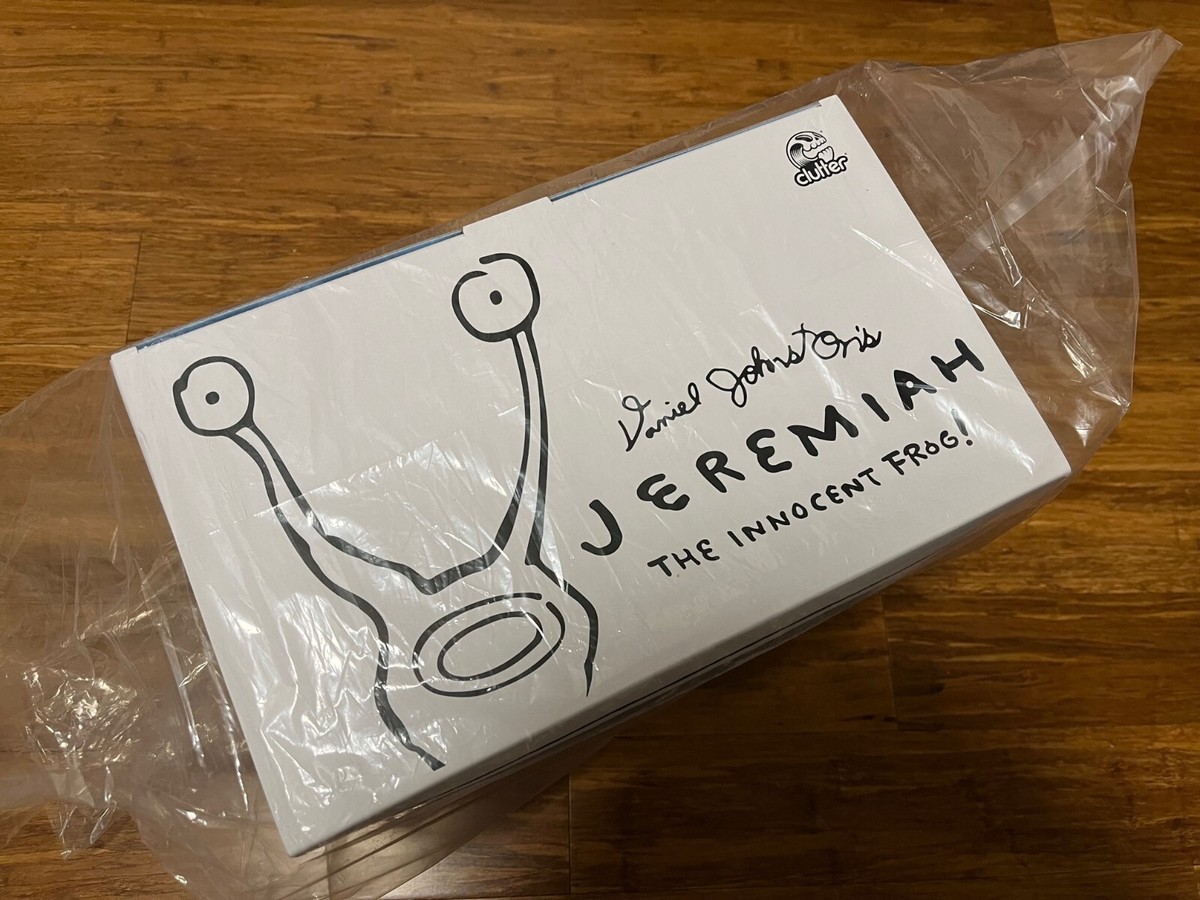 clutter
Daniel Johnston's
JEREMIAH
THE INNOCENT FROG!